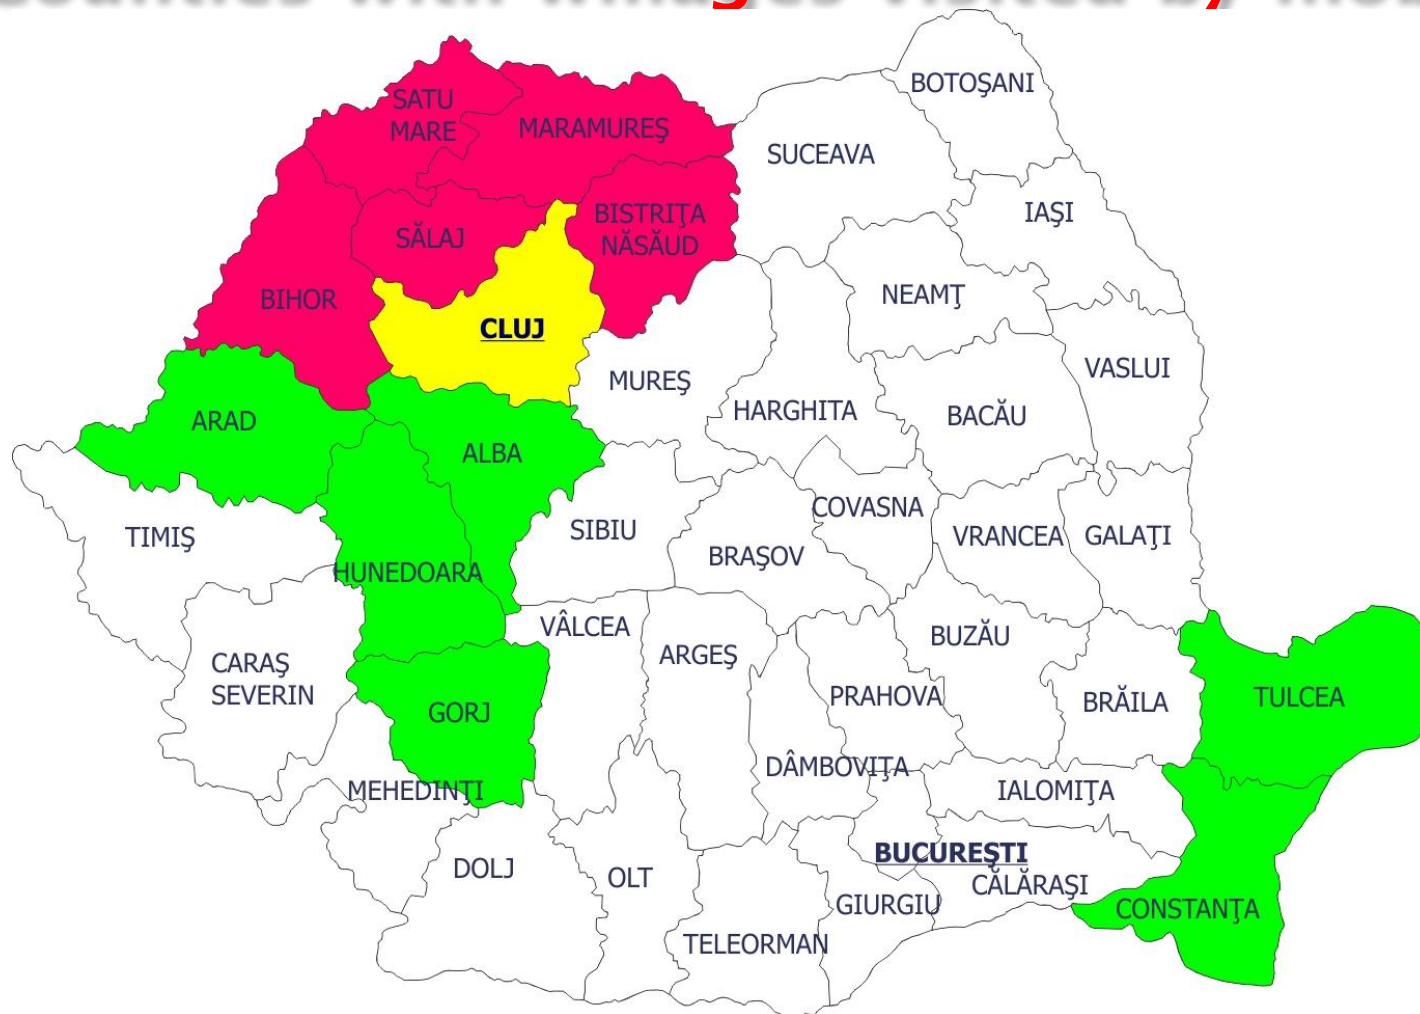 BOTOŞANI
SATU
MARE
MARAMUREŞ
SUCEAVA
BISTRIŢA
NĂSĂUD
IAŞI
SĂLAJ
BIHOR
NEAMŢ
CLUJ
MUREŞ
VASLUI
HARGHITA
BACĂU
ARAD
ALBA
COVASNA
TIMIŞ
SIBIU
BRAŞOV
VRANCEA
GALAŢI
HUNEDOARA
VÂLCEA
BUZĂU
ARGEŞ
CARAŞ
SEVERIN
PRAHOVA
BRĂILA
TULCEA
GORJ
DÂMBOVIŢA
MEHEDINŢI
IALOMIŢA
BUCUREŞTI
DOLJ
OLT
CĂLĂRAŞI
GIURGIU
CONSTANŢA
TELEORMAN